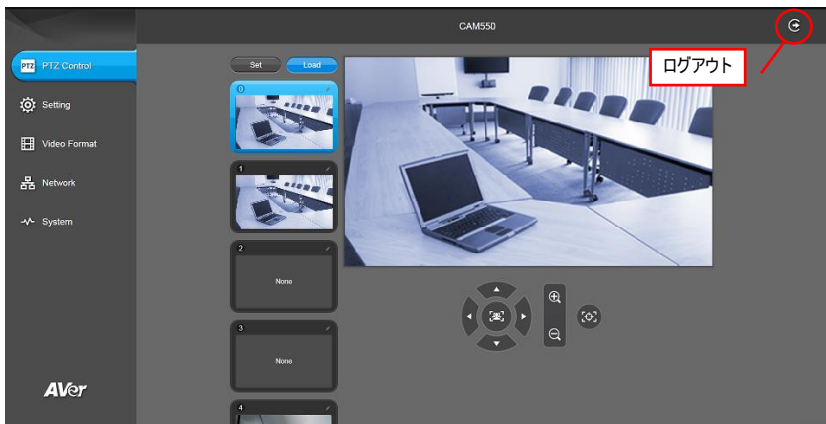 CAM550
ログアウト
PTZ PTZ Control
Setting
Video Format
Network
System
Set Load
0
1
2
None
3
None
4
AVer